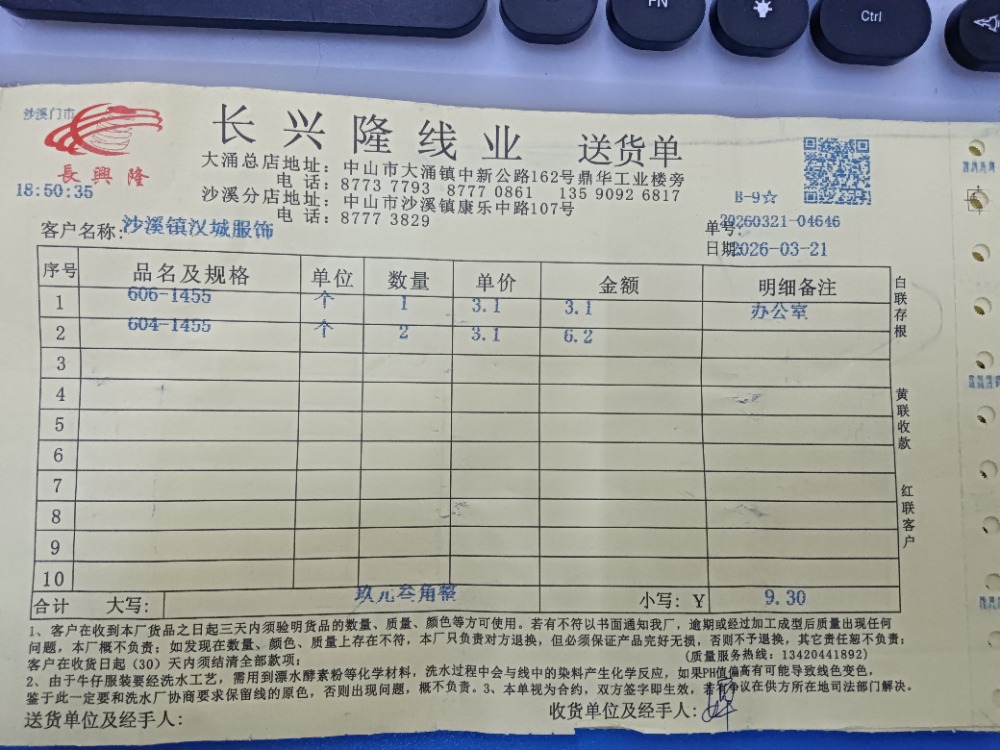 FN
Ctrl
沙溪门市
長興隆
18:50:35
长兴隆线业 送货单
大涌总店地址：中山市大涌镇中新公路162号鼎华工业楼旁
电话：8773 7793 8777 0861 135 9092 6817
沙溪分店地址：中山市沙溪镇康乐中路107号
电话：8777 3829
B-9☆
客户名称：沙溪镇汉城服饰
单号：20260321-04646
日期：2026-03-21
序号 品名及规格 单位 数量 单价 金额 明细备注
1 606-1455 个 1 3.1 3.1 办公室
2 604-1455 个 2 3.1 6.2
3
4
5
6
7
8
9
10
合计 大写： 玖元叁角整 小写：Y 9.30
白联存根
黄联收款
红联客户
1、客户在收到本厂货品之日起三天内须验明货品的数量、质量、颜色等方可使用。若有不符以书面通知我厂，逾期或经过加工成型后质量出现任何
问题，本厂概不负责；如发现在数量、颜色、质量上存在不符，本厂只负责对方退换，但必须保证产品完好无损，否则不予退换，其它责任恕不负责；
客户在收货日起（30）天内须结清全部款项； （质量服务热线：13420441892）
2、由于牛仔服装要经洗水工艺，需用到漂水酵素粉等化学材料，洗水过程中会与线中的染料产生化学反应，如果PH值偏高有可能导致线色变色，
鉴于此一定要和洗水厂协商要求保留线的原色，否则出现问题，概不负责。3、本单视为合约，双方签字即生效，若有争议在供方所在地司法部门解决。
送货单位及经手人： 收货单位及经手人：